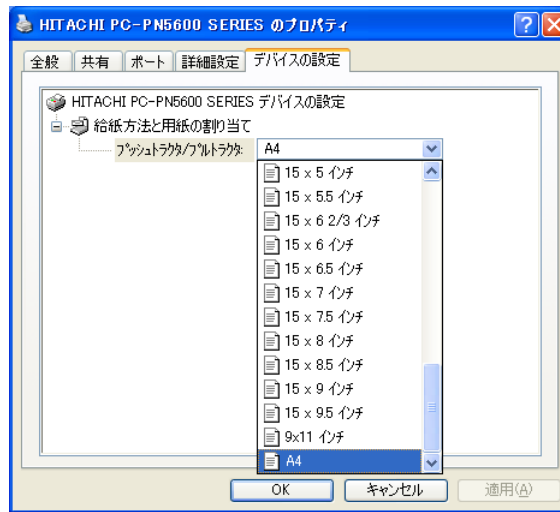 HITACHI PC-PN5600 SERIES のプロパティ
全般 共有 ポート 詳細設定 デバイスの設定
HITACHI PC-PN5600 SERIES デバイスの設定
給紙方法と用紙の割り当て
ﾌﾟｯｼｭﾄﾗｸﾀ/ﾌﾟﾙﾄﾗｸﾀ: A4
15 x 5 インチ
15 x 5.5 インチ
15 x 6 2/3 インチ
15 x 6 インチ
15 x 6.5 インチ
15 x 7 インチ
15 x 7.5 インチ
15 x 8 インチ
15 x 8.5 インチ
15 x 9 インチ
15 x 9.5 インチ
9x11 インチ
A4
OK キャンセル 適用(A)